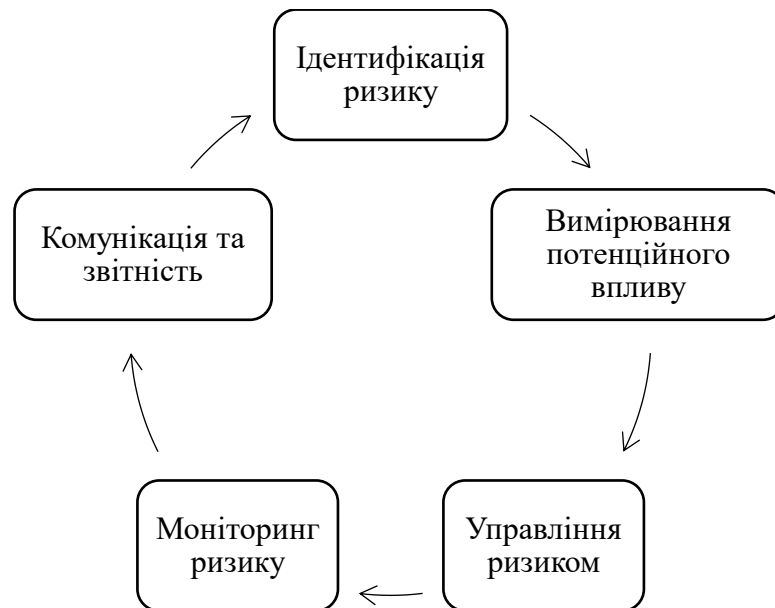 Ідентифікація
ризику
Вимірювання
потенційного
впливу
Управління
ризиком
Моніторинг
ризику
Комунікація та
звітність